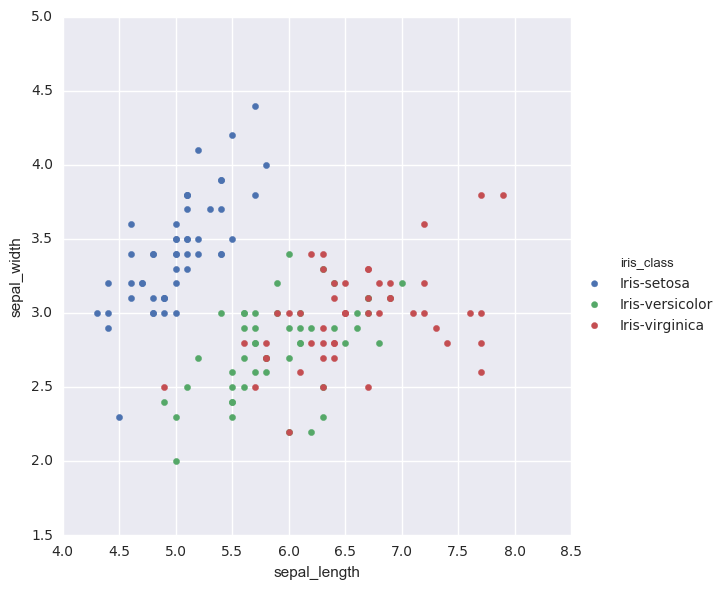 5.0
4.5
4.0
3.5
3.0
2.5
2.0
1.5
sepal_width
4.0 4.5 5.0 5.5 6.0 6.5 7.0 7.5 8.0 8.5
sepal_length
iris_class
Iris-setosa
Iris-versicolor
Iris-virginica